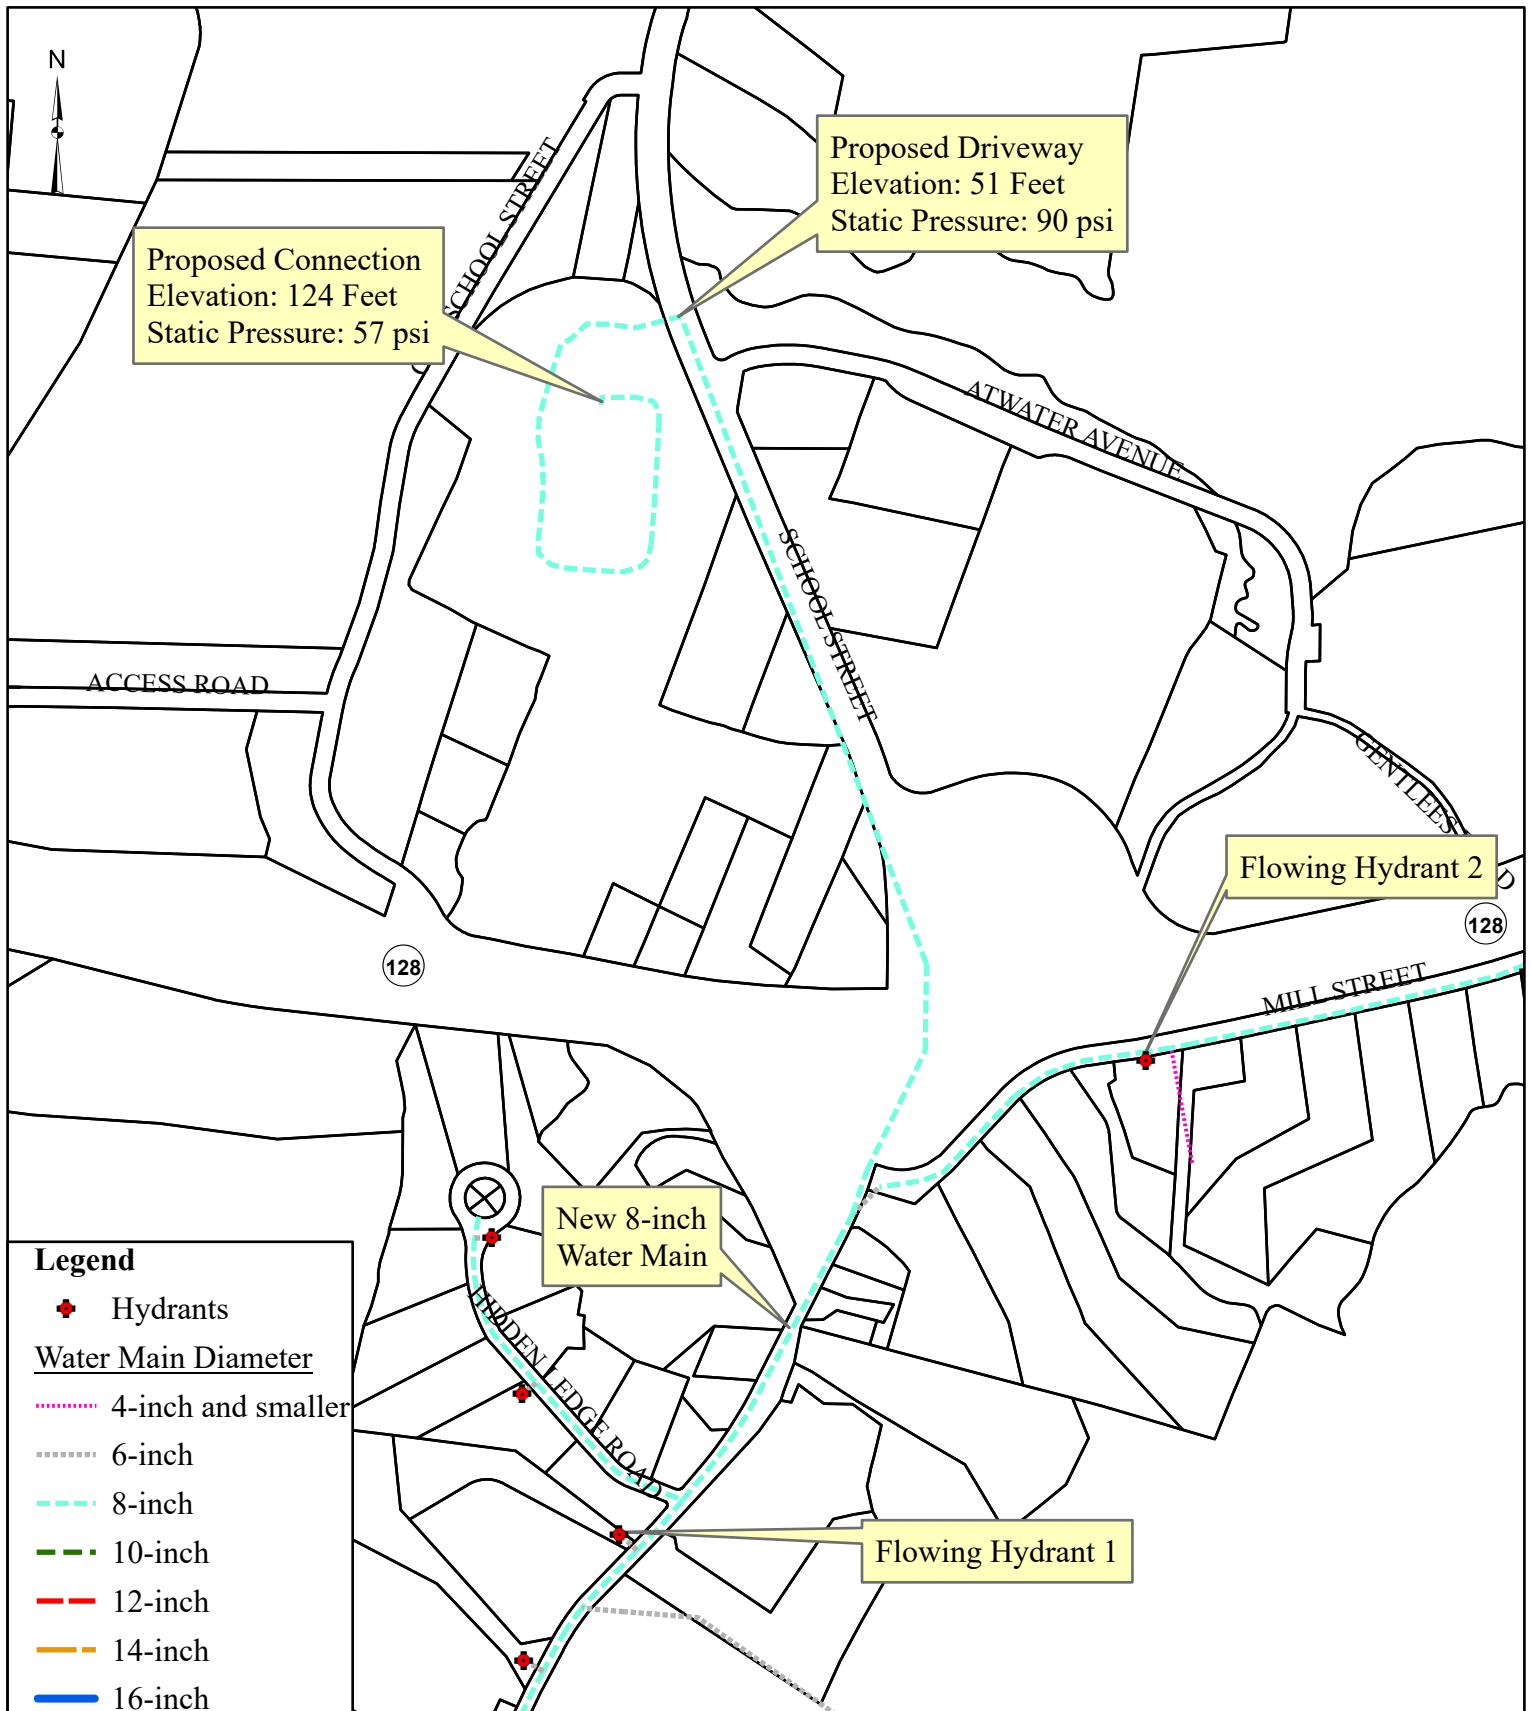 N
Proposed Driveway
Elevation: 51 Feet
Static Pressure: 90 psi
SCHOOL STREET
Proposed Connection
Elevation: 124 Feet
Static Pressure: 57 psi
ATWATER AVENUE
SCHOOL STREET
ACCESS ROAD
GENTLEES
D
Flowing Hydrant 2
128
128
MILL STREET
New 8-inch
Water Main
HIDDEN LEDGE ROAD
Flowing Hydrant 1
Legend
Hydrants
Water Main Diameter
4-inch and smaller
6-inch
8-inch
10-inch
12-inch
14-inch
16-inch